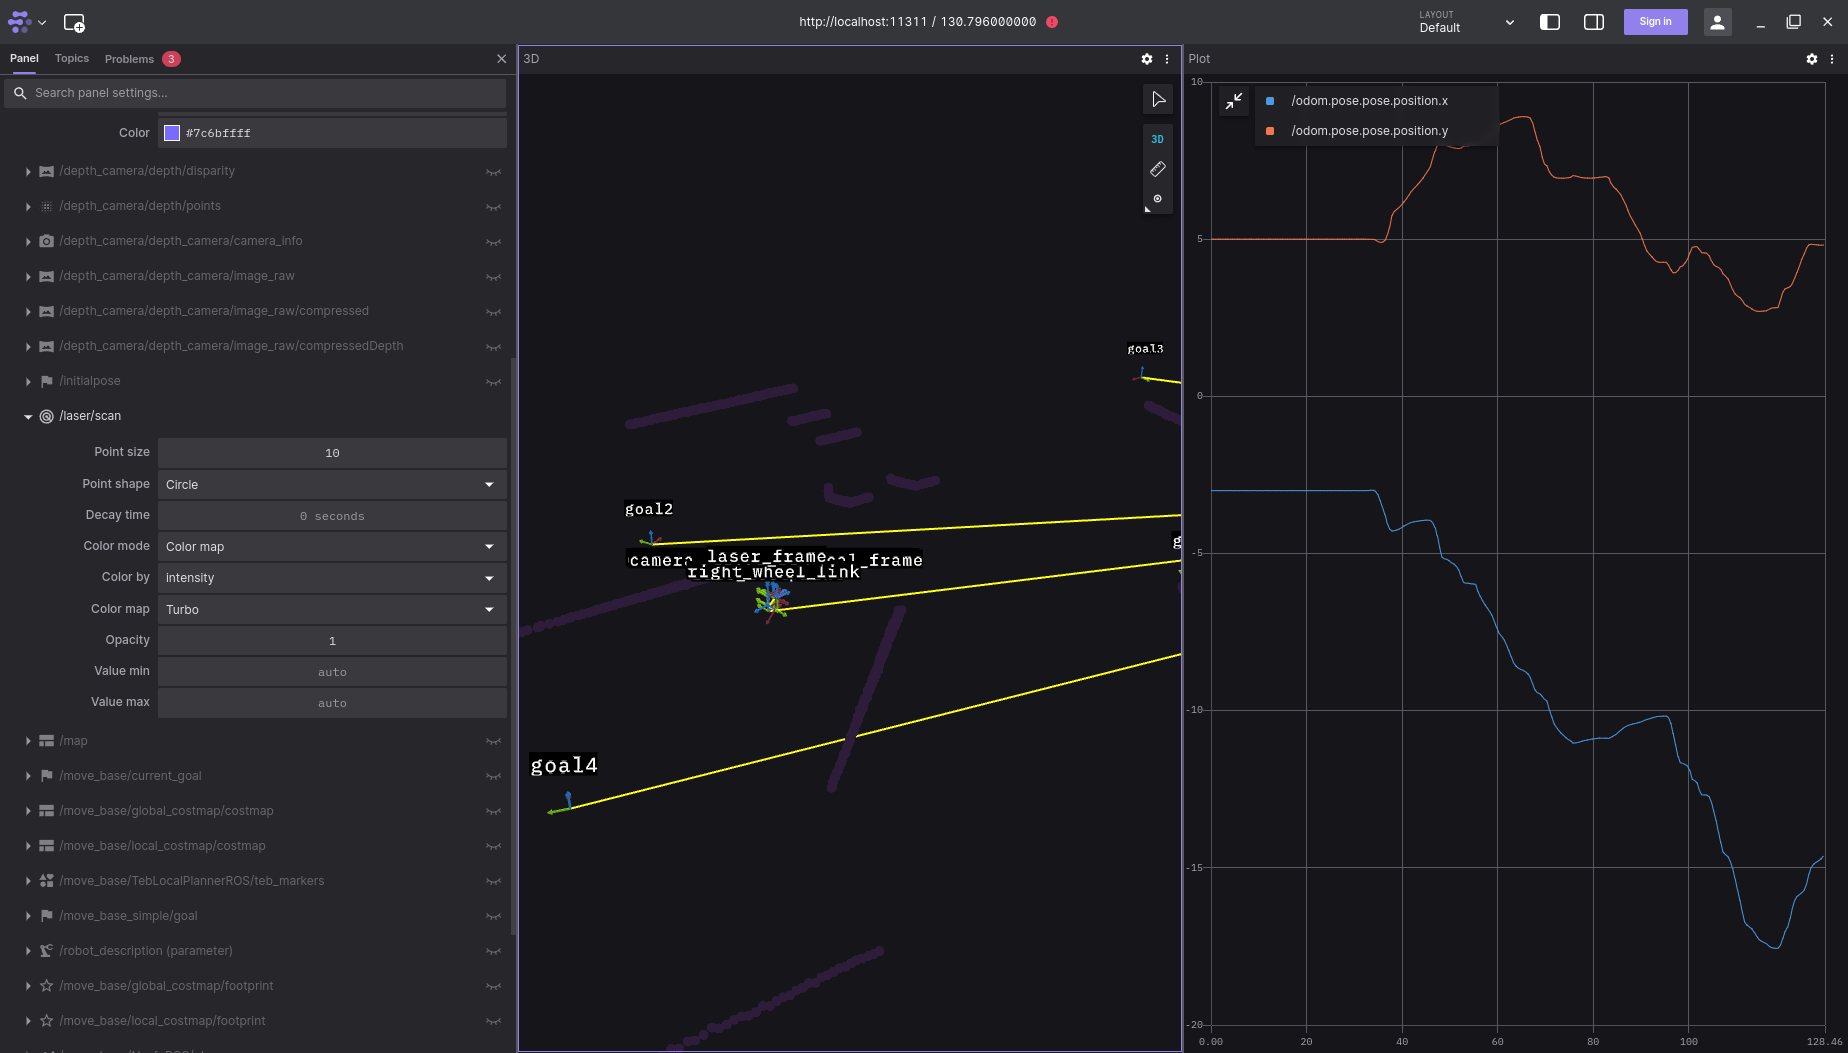 http://localhost:11311 / 130.796000000
LAYOUT
Default
Sign in
Panel
Topics
Problems
3
Search panel settings...
Color
#7c6bffff
/depth_camera/depth/disparity
/depth_camera/depth/points
/depth_camera/depth_camera/camera_info
/depth_camera/depth_camera/image_raw
/depth_camera/depth_camera/image_raw/compressed
/depth_camera/depth_camera/image_raw/compressedDepth
/initialpose
/laser/scan
Point size
10
Point shape
Circle
Decay time
0 seconds
Color mode
Color map
Color by
intensity
Color map
Turbo
Opacity
1
Value min
auto
Value max
auto
/map
/move_base/current_goal
/move_base/global_costmap/costmap
/move_base/local_costmap/costmap
/move_base/TebLocalPlannerROS/teb_markers
/move_base_simple/goal
/robot_description (parameter)
/move_base/global_costmap/footprint
/move_base/local_costmap/footprint
3D
3D
goal3
goal2
camera
laser_frame
_frame
right_wheel_link
goal4
Plot
/odom.pose.pose.position.x
/odom.pose.pose.position.y
10
5
0
-5
-10
-15
-20
0.00
20
40
60
80
100
128.46